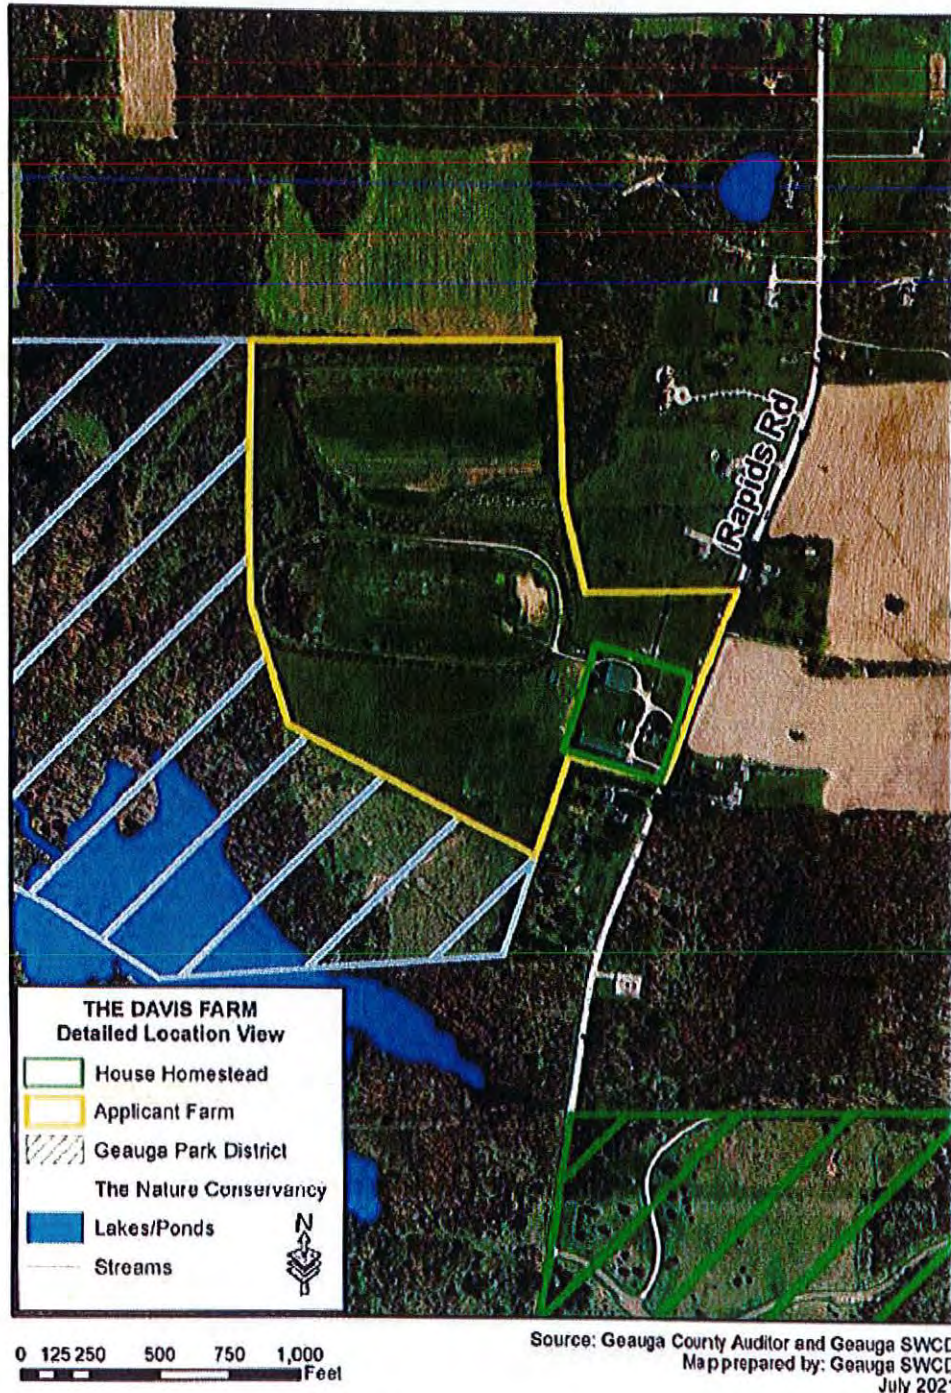 Rapids Rd
THE DAVIS FARM
Detailed Location View
House Homestead
Applicant Farm
Geauga Park District
The Nature Conservancy
Lakes/Ponds
Streams
N
0 125 250 500 750 1,000
Feet
Source: Geauga County Auditor and Geauga SWCD
Map prepared by: Geauga SWCD
July 2021